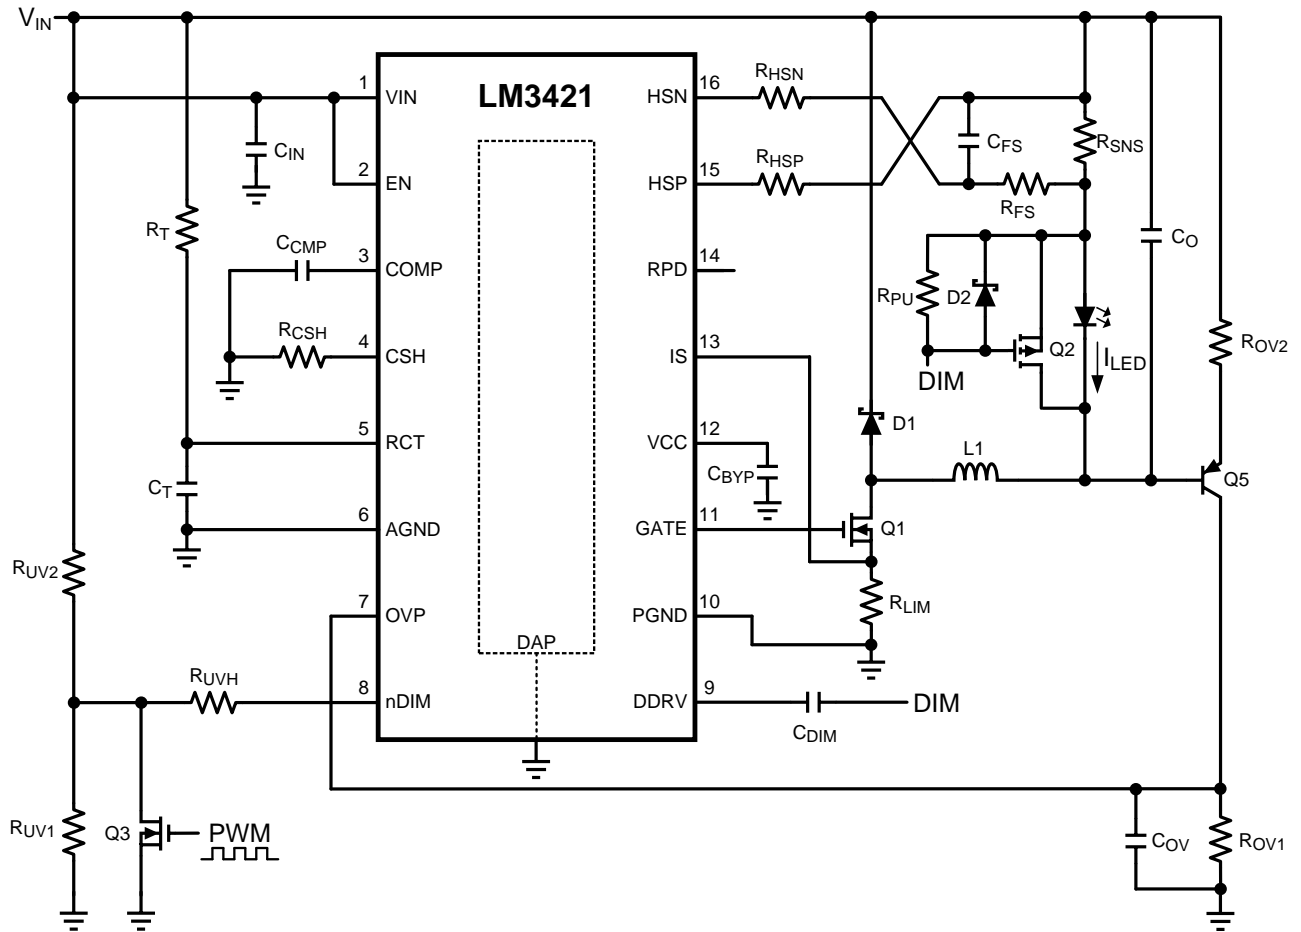 VIN
LM3421
1
VIN
2
EN
3
COMP
4
CSH
5
RCT
6
AGND
7
OVP
8
nDIM
16
HSN
15
HSP
14
RPD
13
IS
12
VCC
11
GATE
10
PGND
9
DDRV
DAP
CIN
RT
CCMP
RCSH
CT
RUV2
RUVH
RUV1
Q3
PWM
RHSN
RHSP
CFS
RSNS
RFS
RPU
D2
Q2
DIM
ILED
CO
ROV2
D1
L1
CBYP
Q1
Q5
RLIM
CDIM
DIM
COV
ROV1